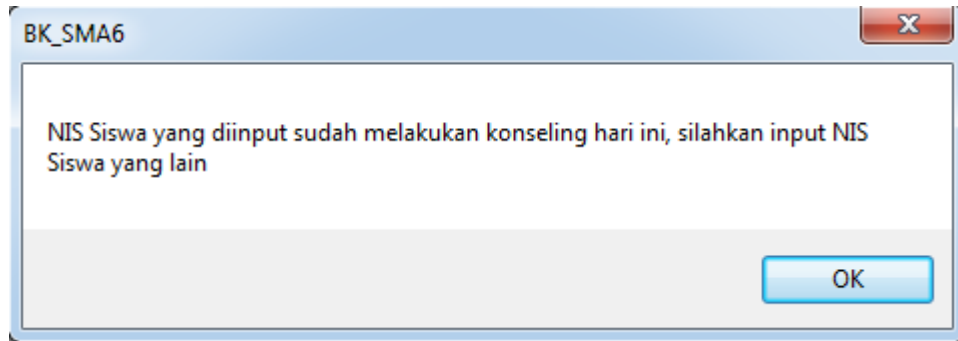 BK_SMA6
NIS Siswa yang diinput sudah melakukan konseling hari ini, silahkan input NIS
Siswa yang lain
OK